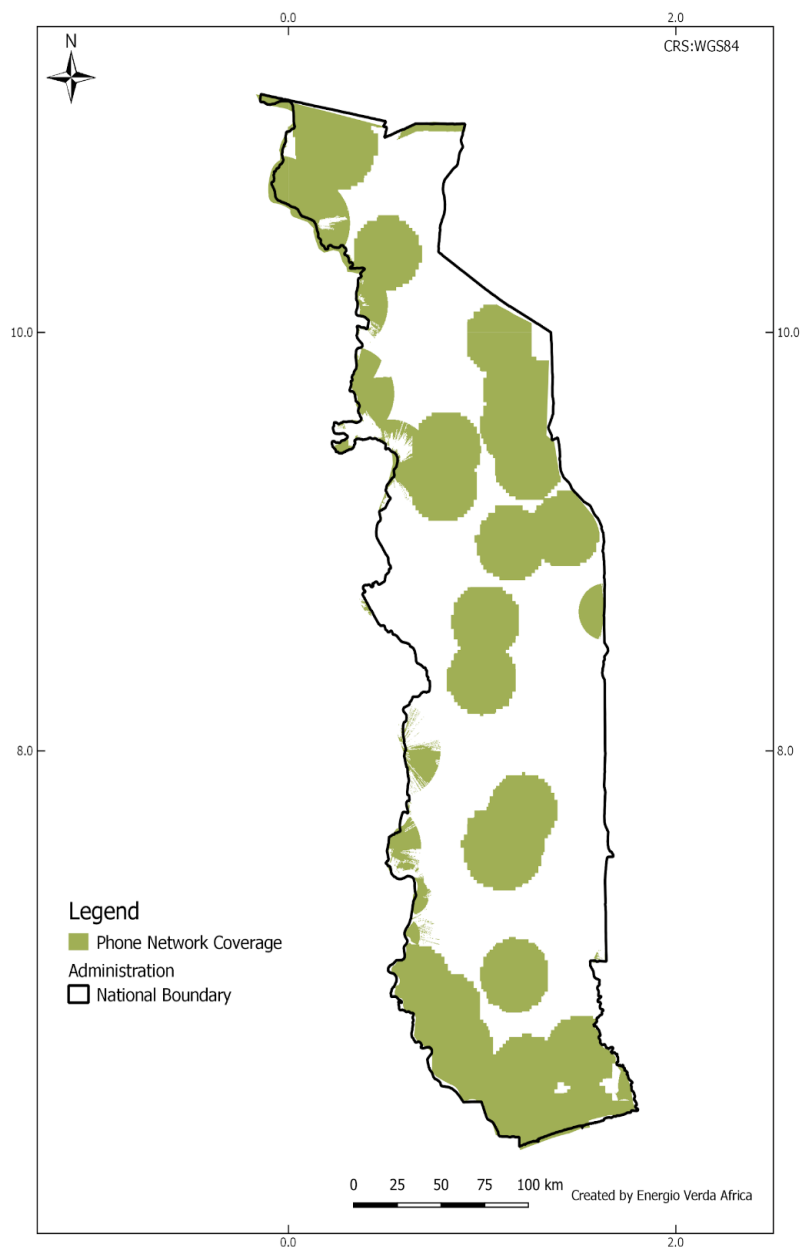 0.0
2.0
N
CRS:WGS84
10.0
10.0
8.0
8.0
Legend
Phone Network Coverage
Administration
National Boundary
0 25 50 75 100 km
Created by Energio Verda Africa
0.0
2.0